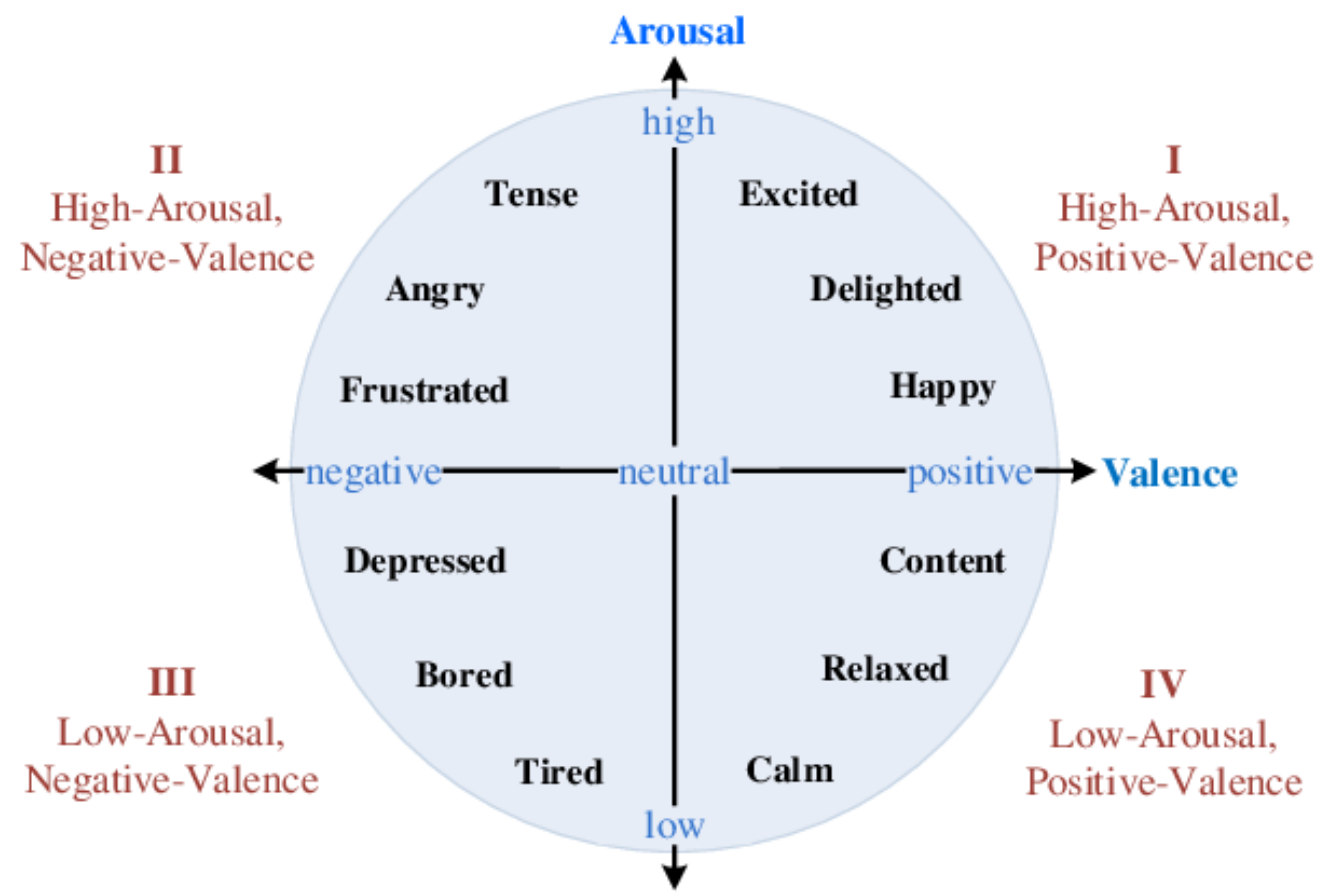 Arousal
high
II
High-Arousal,
Negative-Valence
I
High-Arousal,
Positive-Valence
Tense
Excited
Angry
Delighted
Frustrated
Happy
negative
neutral
positive
Valence
Depressed
Content
Bored
Relaxed
III
Low-Arousal,
Negative-Valence
IV
Low-Arousal,
Positive-Valence
Tired
Calm
low